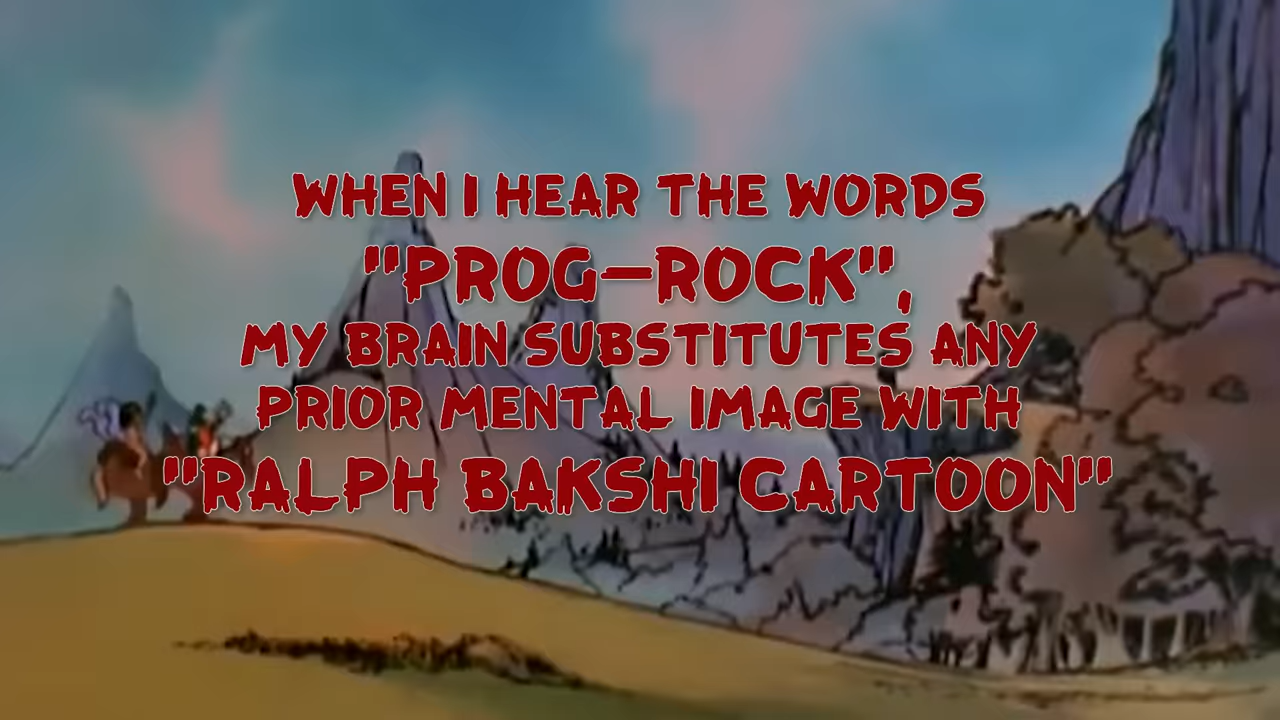 WHEN I HEAR THE WORDS
"PROG-ROCK",
MY BRAIN SUBSTITUTES ANY
PRIOR MENTAL IMAGE WITH
"RALPH BAKSHI CARTOON"